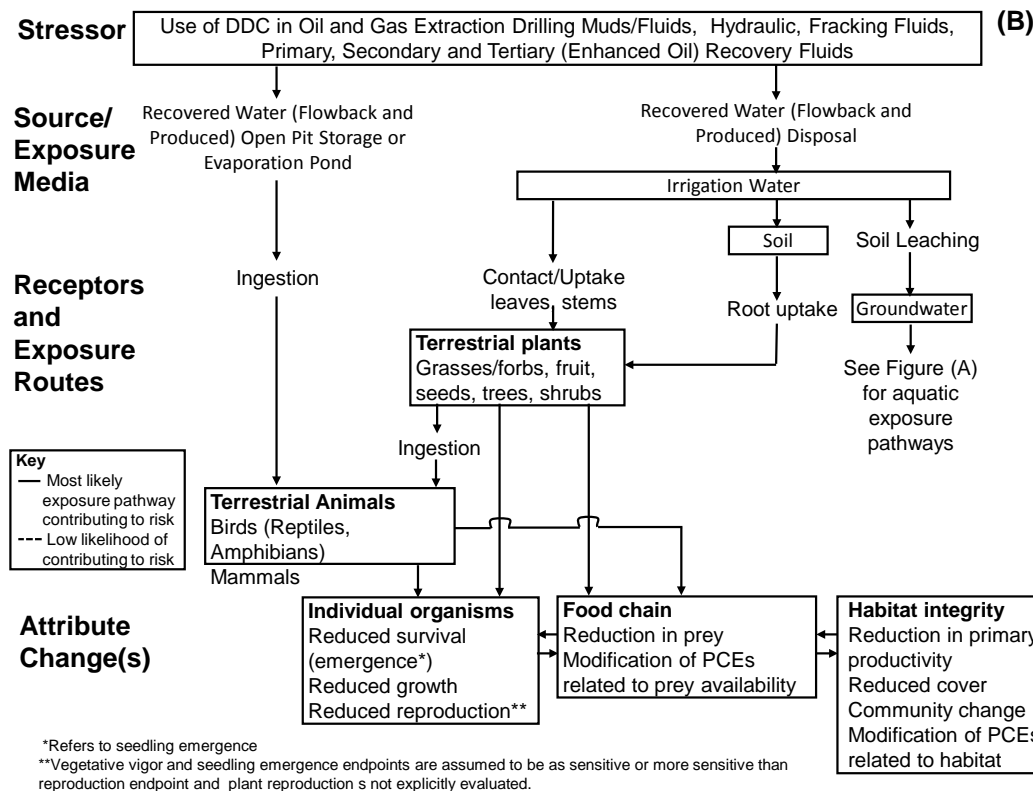 Stressor
Use of DDC in Oil and Gas Extraction Drilling Muds/Fluids, Hydraulic, Fracking Fluids,
Primary, Secondary and Tertiary (Enhanced Oil) Recovery Fluids
(B)
Source/
Exposure
Media
Recovered Water (Flowback and
Produced) Open Pit Storage or
Evaporation Pond
Recovered Water (Flowback and
Produced) Disposal
Irrigation Water
Soil
Soil Leaching
Receptors
and
Exposure
Routes
Ingestion
Contact/Uptake
leaves, stems
Root uptake
Groundwater
Terrestrial plants
Grasses/forbs, fruit,
seeds, trees, shrubs
See Figure (A)
for aquatic
exposure
pathways
Ingestion
Key
Most likely
exposure pathway
contributing to risk
Low likelihood of
contributing to risk
Terrestrial Animals
Birds (Reptiles,
Amphibians)
Mammals
Attribute
Change(s)
Individual organisms
Reduced survival
(emergence*)
Reduced growth
Reduced reproduction**
Food chain
Reduction in prey
Modification of PCEs
related to prey availability
Habitat integrity
Reduction in primary
productivity
Reduced cover
Community change
Modification of PCEs
related to habitat
*Refers to seedling emergence
**Vegetative vigor and seedling emergence endpoints are assumed to be as sensitive or more sensitive than
reproduction endpoint and plant reproduction s not explicitly evaluated.